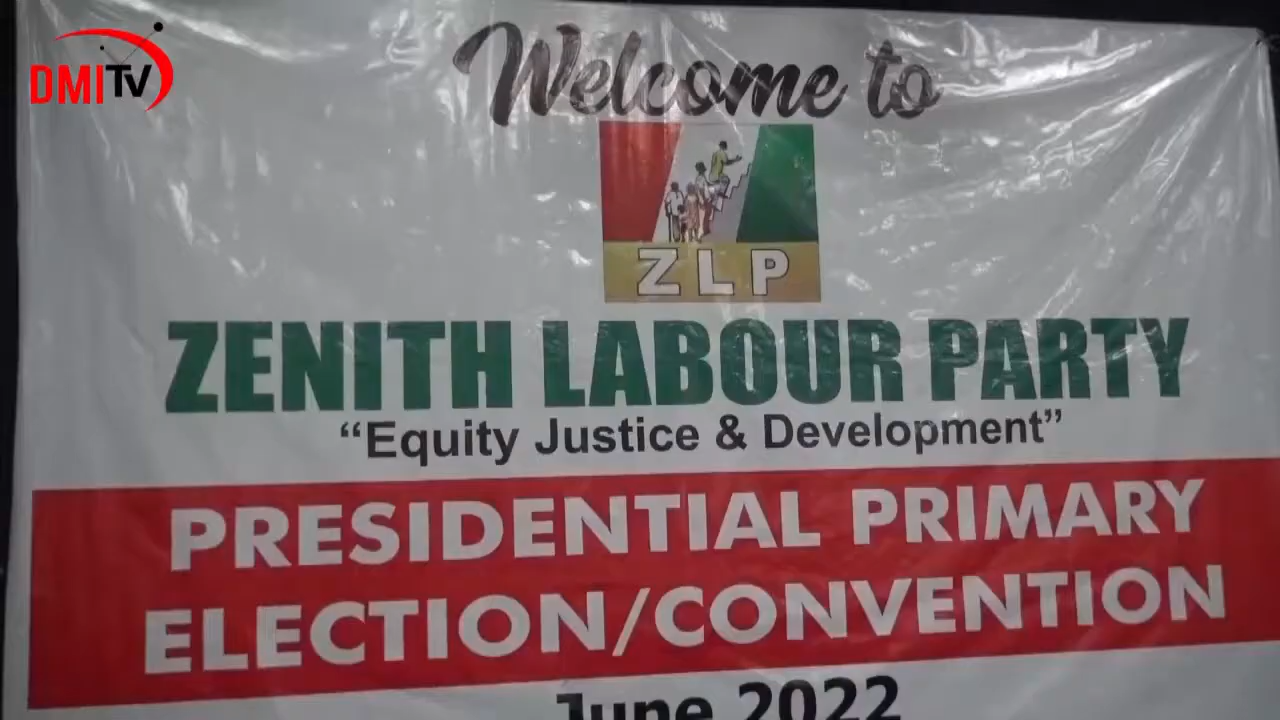 DMITV
Welcome to
ZLP
ZENITH LABOUR PARTY
“Equity Justice & Development”
PRESIDENTIAL PRIMARY
ELECTION/CONVENTION
June 2022